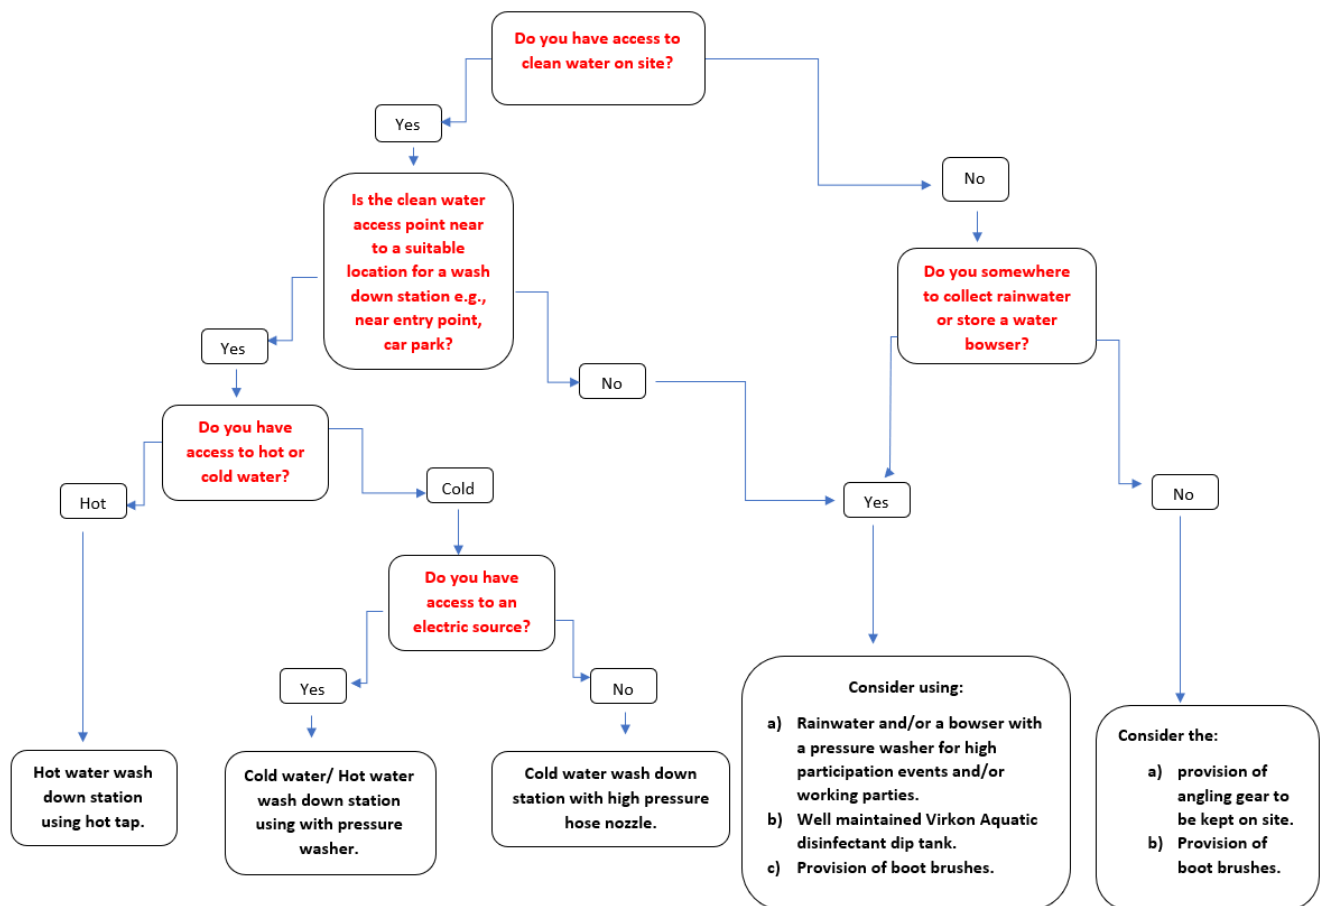 Do you have access to
clean water on site?
Yes
No
Is the clean water
access point near
to a suitable
location for a wash
down station e.g.,
near entry point,
car park?
Do you somewhere
to collect rainwater
or store a water
bowser?
Yes
No
Do you have
access to hot or
cold water?
Hot
Cold
Yes
No
Do you have
access to an
electric source?
Yes
No
Hot water wash
down station
using hot tap.
Cold water/ Hot water
wash down station
using with pressure
washer.
Cold water wash down
station with high pressure
hose nozzle.
Consider using:
a) Rainwater and/or a bowser with
a pressure washer for high
participation events and/or
working parties.
b) Well maintained Virkon Aquatic
disinfectant dip tank.
c) Provision of boot brushes.
Consider the:
a) provision of
angling gear to
be kept on site.
b) Provision of
boot brushes.